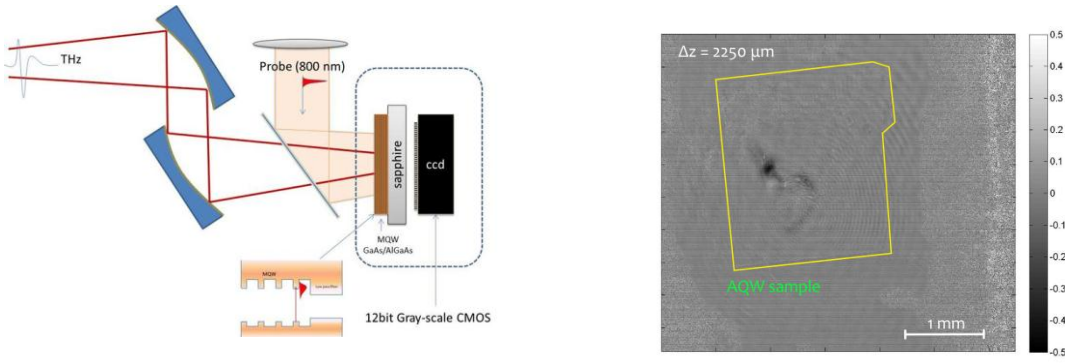 THz
Probe (800 nm)
sapphire
ccd
MQW
GaAs/AlGaAs
MQW
12bit Gray-scale CMOS
Δz = 2250 μm
AQW sample
1 mm
0.5
0.4
0.3
0.2
0.1
0
-0.1
-0.2
-0.3
-0.4
-0.5